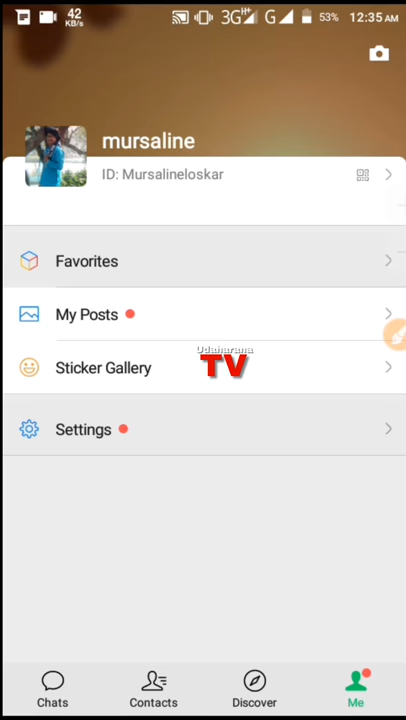 42
KB/s
3G H+
G
53%
12:35 AM
mursaline
ID: Mursalineloskar
Favorites
My Posts
Udaharana
TV
Sticker Gallery
Settings
Chats
Contacts
Discover
Me